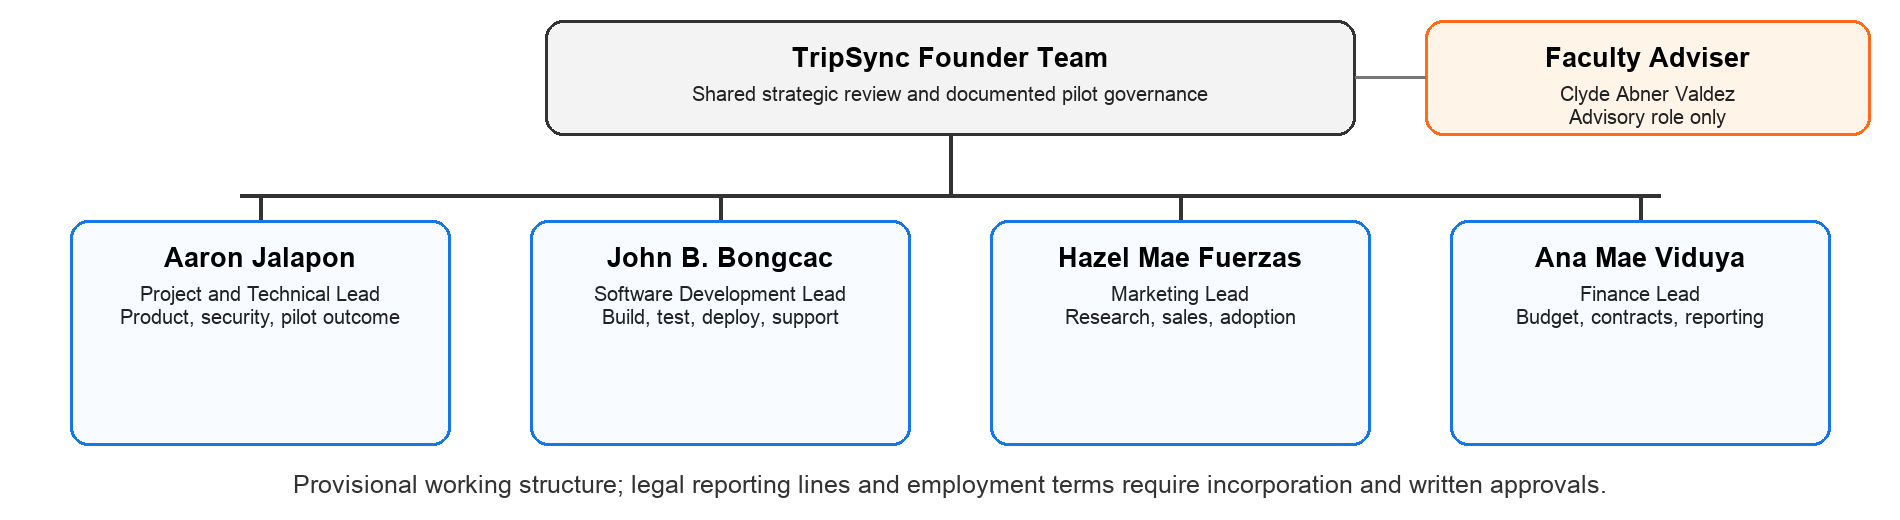 TripSync Founder Team
Shared strategic review and documented pilot governance
Faculty Adviser
Clyde Abner Valdez
Advisory role only
Aaron Jalapon
Project and Technical Lead
Product, security, pilot outcome
John B. Bongcac
Software Development Lead
Build, test, deploy, support
Hazel Mae Fuerzas
Marketing Lead
Research, sales, adoption
Ana Mae Viduya
Finance Lead
Budget, contracts, reporting
Provisional working structure; legal reporting lines and employment terms require incorporation and written approvals.